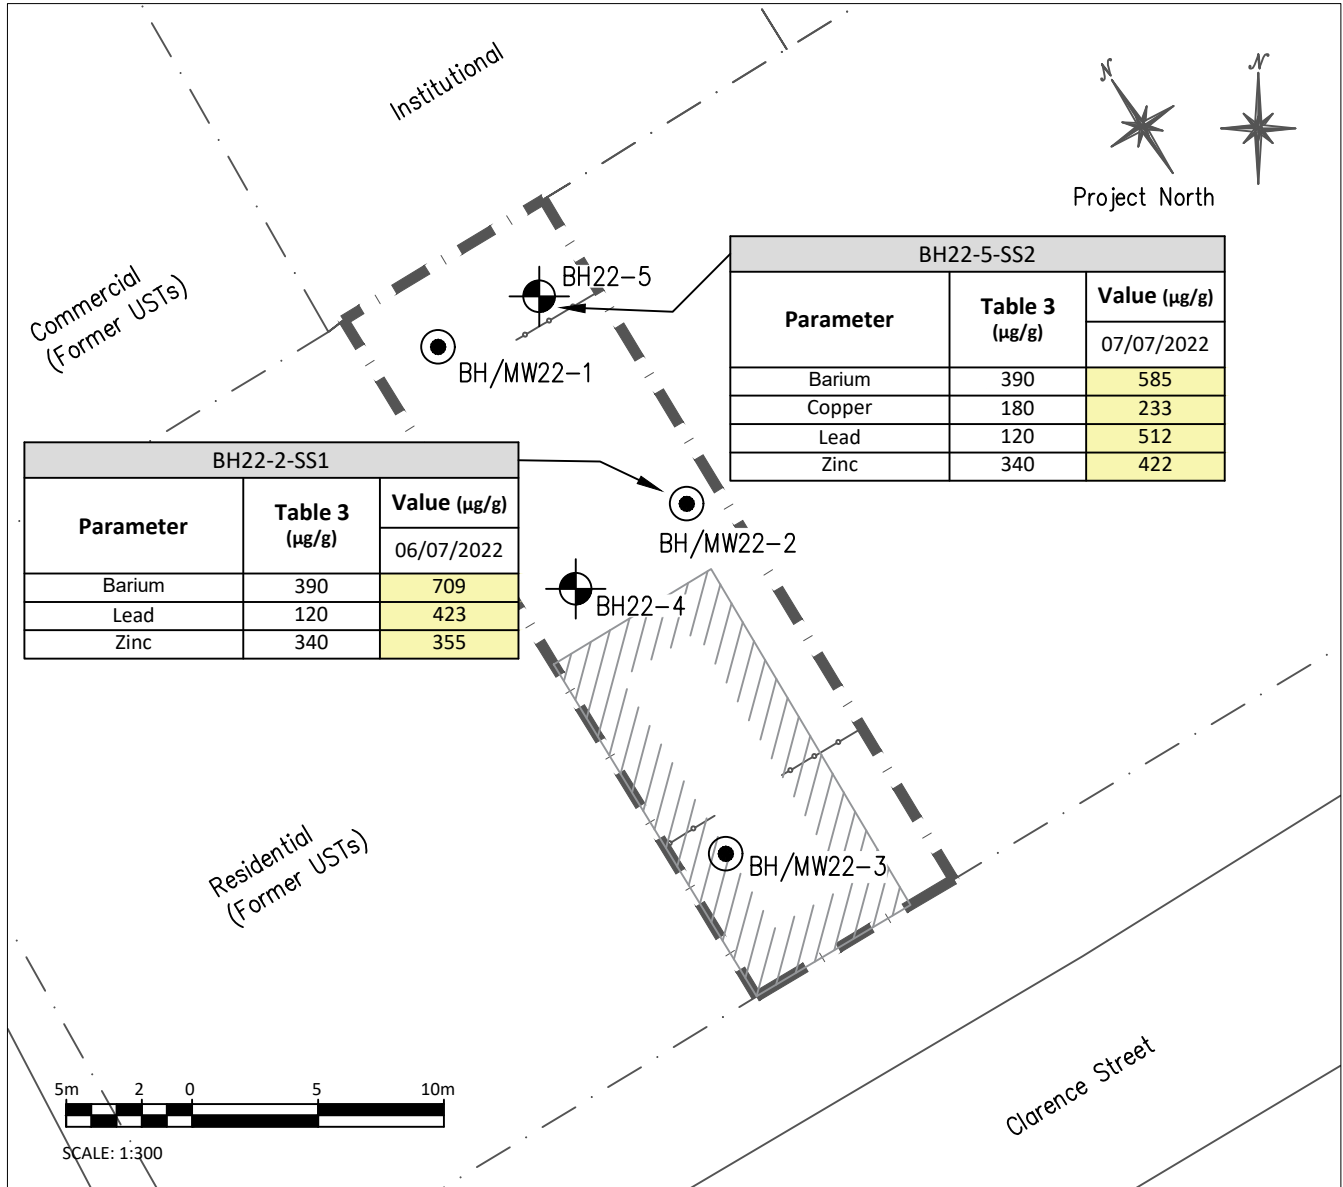 Institutional
N
N
Project North
Commercial
(Former USTs)
BH22-5
BH/MW22-1
BH22-5-SS2
Parameter Table 3 (µg/g) Value (µg/g)
07/07/2022
Barium 390 585
Copper 180 233
Lead 120 512
Zinc 340 422
BH22-2-SS1
Parameter Table 3 (µg/g) Value (µg/g)
06/07/2022
Barium 390 709
Lead 120 423
Zinc 340 355
BH/MW22-2
BH22-4
Residential
(Former USTs)
BH/MW22-3
Clarence Street
5m 2 0 5 10m
SCALE: 1:300